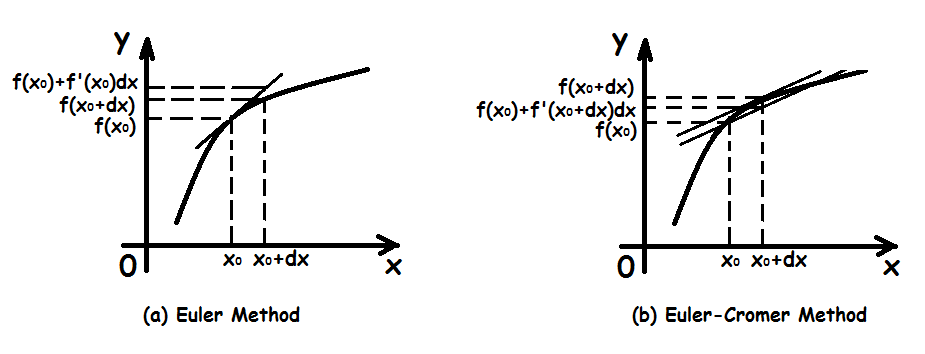 y
f(x₀)+f'(x₀)dx
f(x₀+dx)
f(x₀)
x₀ x₀+dx
0
x
(a) Euler Method
y
f(x₀+dx)
f(x₀)+f'(x₀+dx)dx
f(x₀)
x₀ x₀+dx
0
x
(b) Euler-Cromer Method